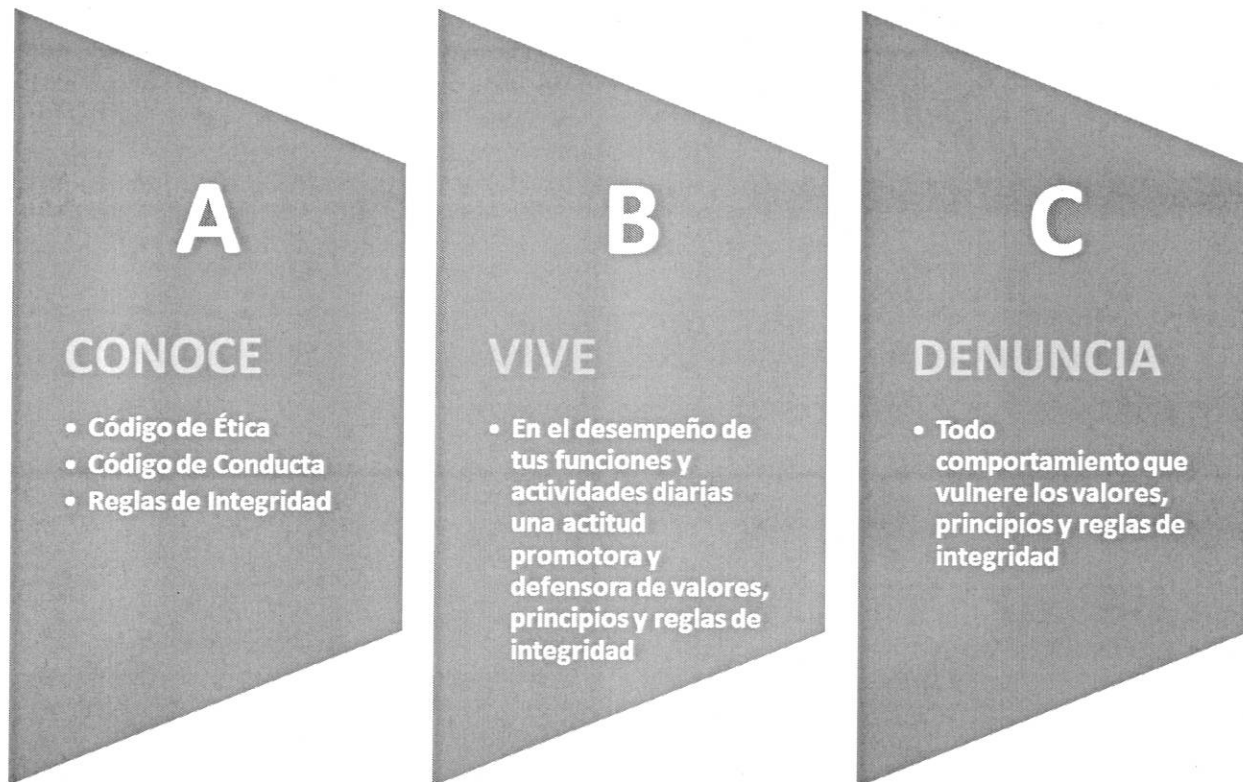 A
CONOCE
• Código de Ética
• Código de Conducta
• Reglas de Integridad
B
VIVE
• En el desempeño de
tus funciones y
actividades diarias
una actitud
promotora y
defensora de valores,
principios y reglas de
integridad
C
DENUNCIA
• Todo
comportamiento que
vulnere los valores,
principios y reglas de
integridad